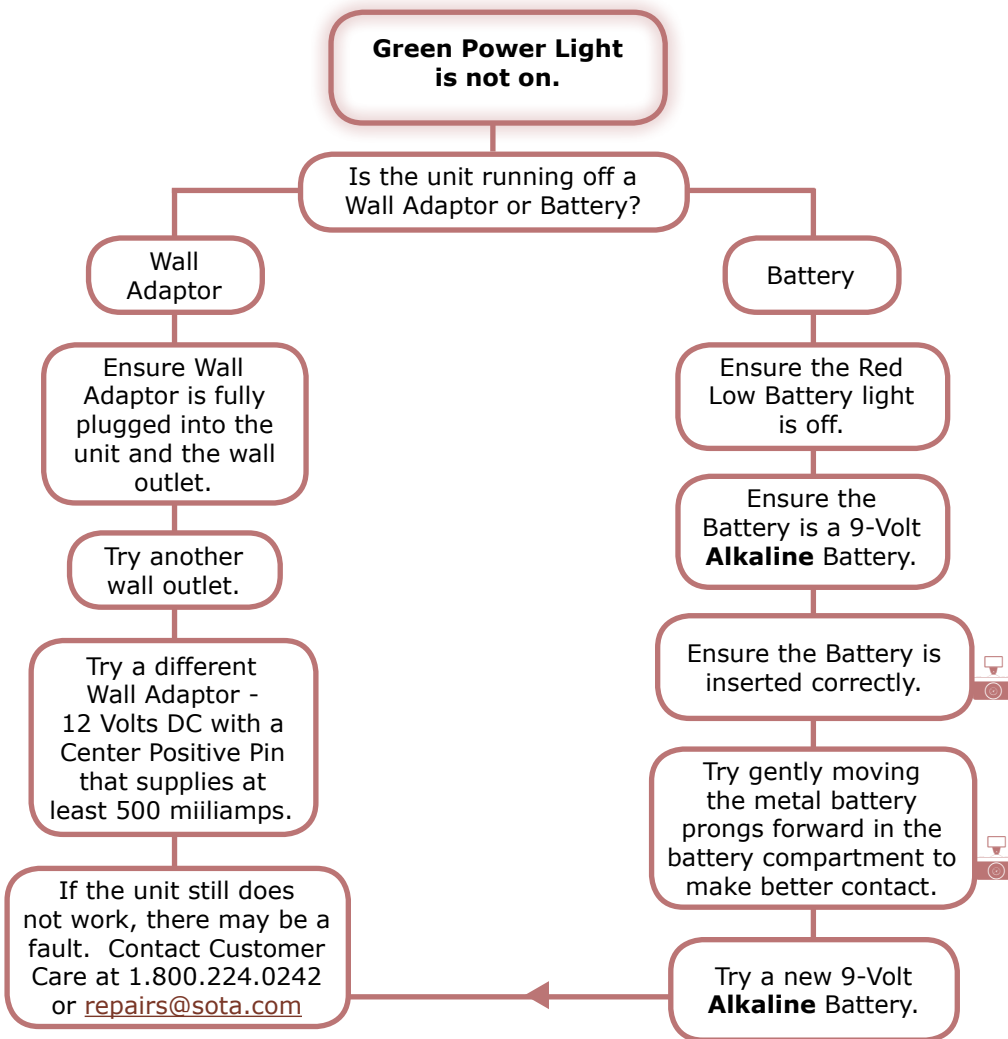 Green Power Light
is not on.
Is the unit running off a
Wall Adaptor or Battery?
Wall
Adaptor
Ensure Wall
Adaptor is fully
plugged into the
unit and the wall
outlet.
Try another
wall outlet.
Try a different
Wall Adaptor -
12 Volts DC with a
Center Positive Pin
that supplies at
least 500 miiliamps.
If the unit still does
not work, there may be a
fault.  Contact Customer
Care at 1.800.224.0242
or repairs@sota.com
Battery
Ensure the Red
Low Battery light
is off.
Ensure the
Battery is a 9-Volt
Alkaline Battery.
Ensure the Battery is
inserted correctly.
Try gently moving
the metal battery
prongs forward in the
battery compartment to
make better contact.
Try a new 9-Volt
Alkaline Battery.